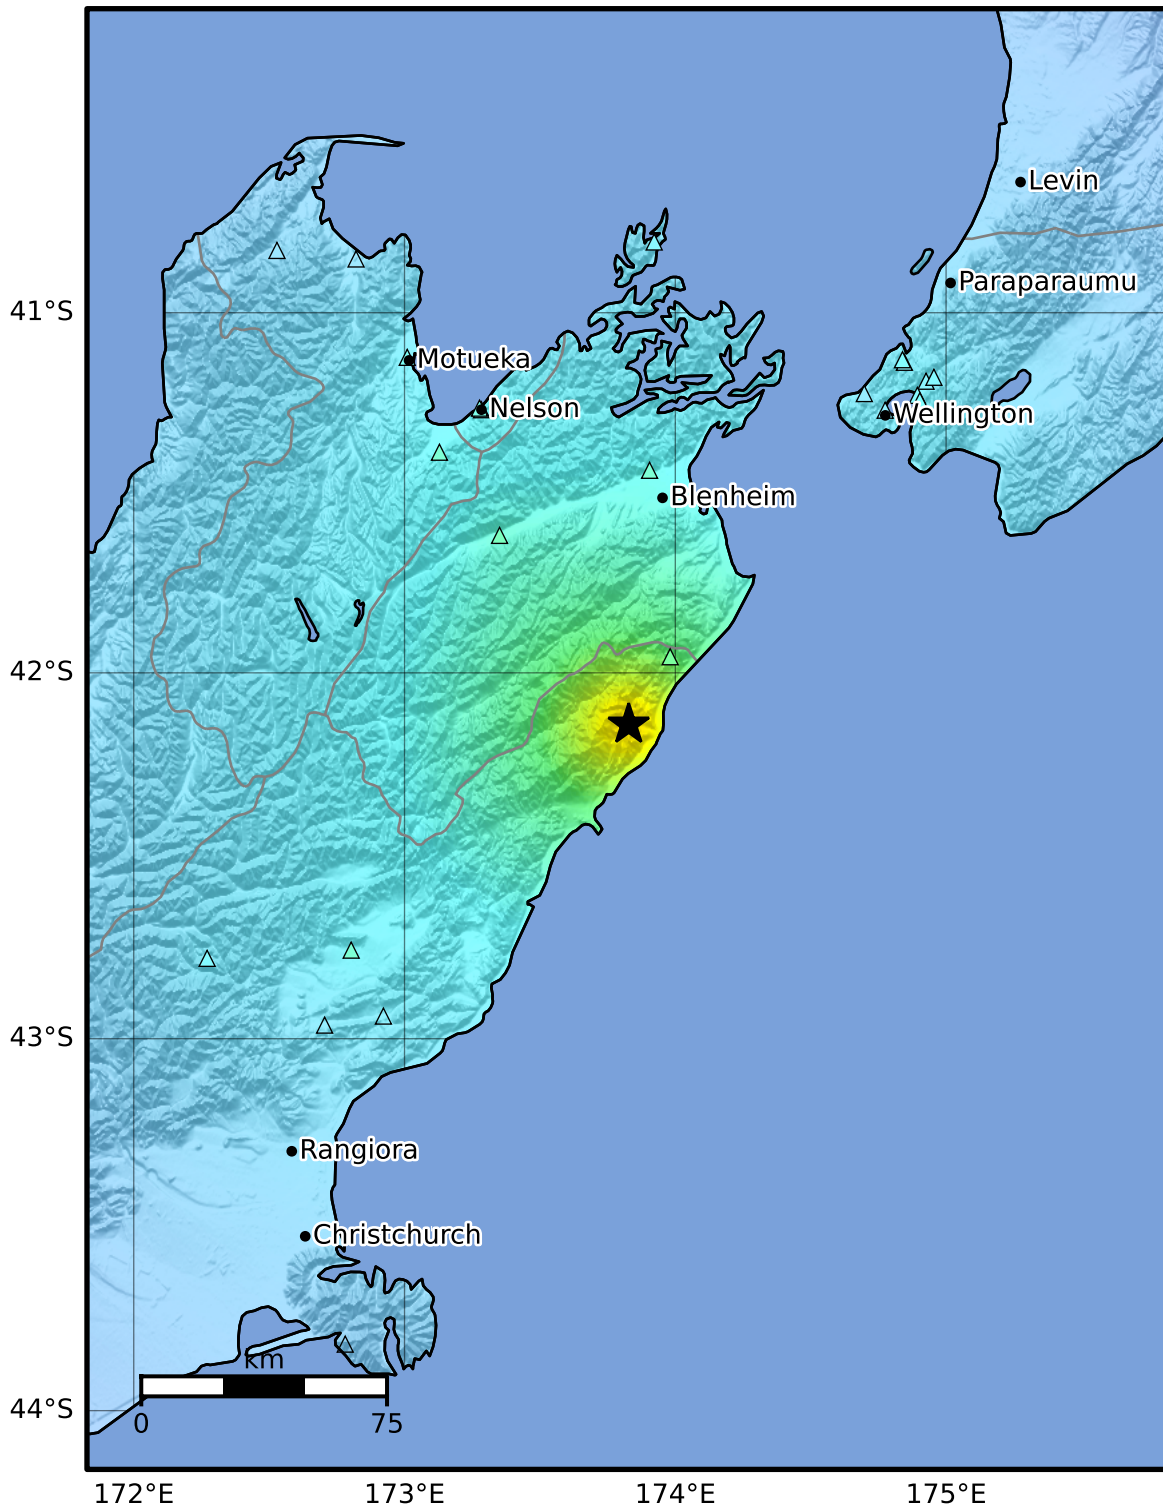 Levin
41°S
Paraparaumu
Motueka
Nelson
Wellington
Blenheim
42°S
43°S
Rangiora
Christchurch
km
0 75
44°S
172°E 173°E 174°E 175°E